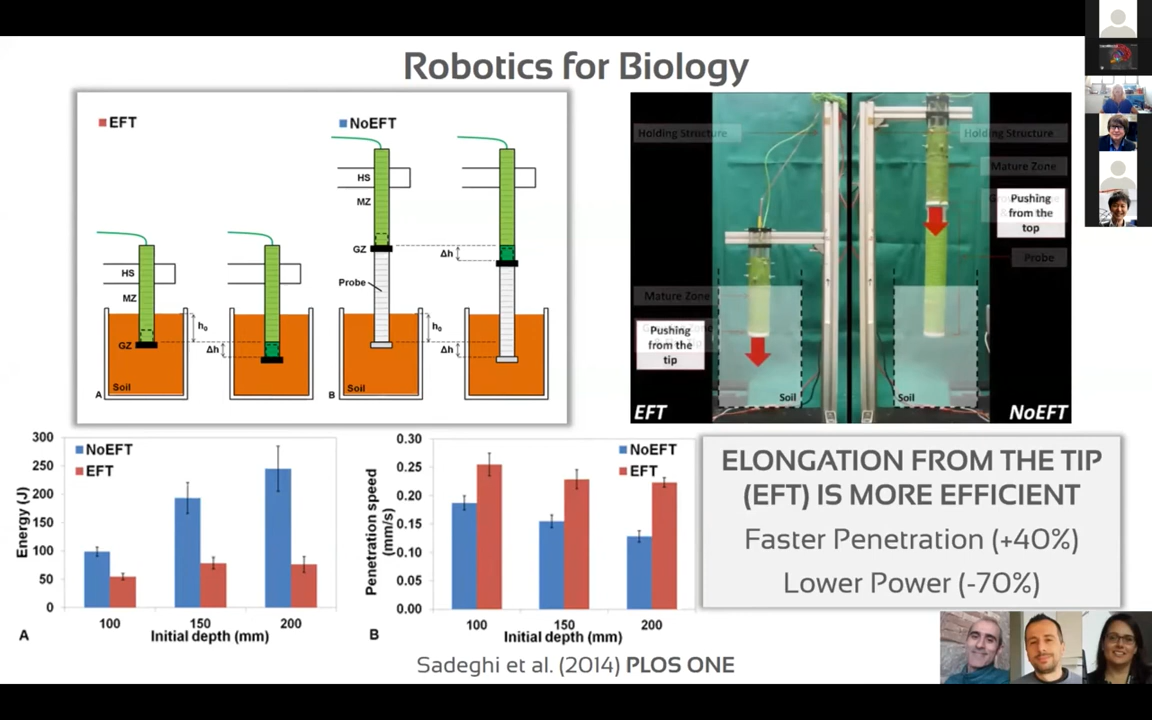 Robotics for Biology
EFT
NoEFT
HS
MZ
GZ
Probe
Δh
HS
MZ
GZ
h₀
Δh
Soil
A
h₀
Δh
Soil
B
Holding Structure
Holding Structure
Mature Zone
Pushing
from the
top
Probe
Mature Zone
Pushing
from the
tip
Soil
Soil
EFT
NoEFT
300
250
200
150
100
50
0
Energy (J)
NoEFT
EFT
100
150
200
Initial depth (mm)
A
0.30
0.25
0.20
0.15
0.10
0.05
0.00
Penetration speed
(mm/s)
NoEFT
EFT
100
150
200
Initial depth (mm)
B
ELONGATION FROM THE TIP
(EFT) IS MORE EFFICIENT
Faster Penetration (+40%)
Lower Power (-70%)
Sadeghi et al. (2014) PLOS ONE